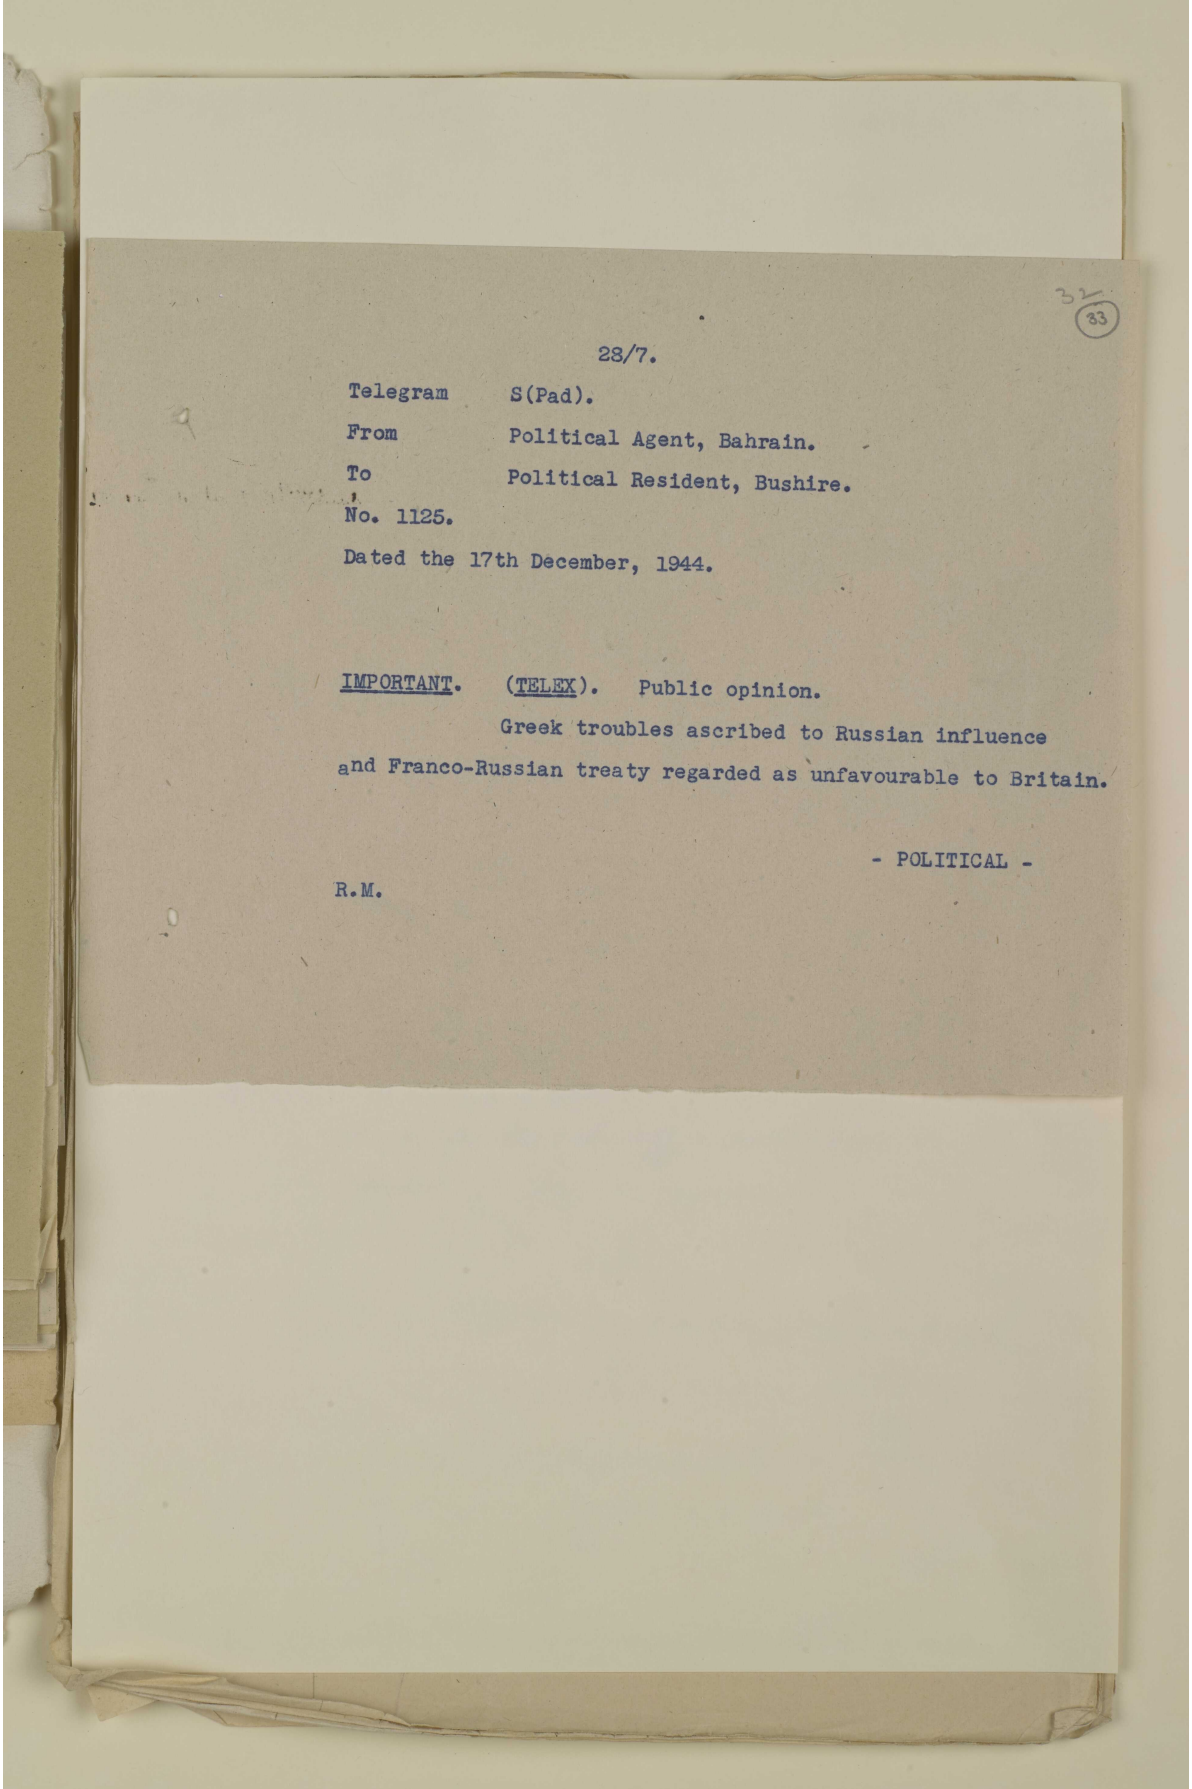 32
33
28/7.
Telegram S(Pad).
From Political Agent, Bahrain.
To Political Resident, Bushire.
No. 1125.
Dated the 17th December, 1944.
IMPORTANT. (TELEX). Public opinion.
Greek troubles ascribed to Russian influence
and Franco-Russian treaty regarded as unfavourable to Britain.
- POLITICAL -
R.M.